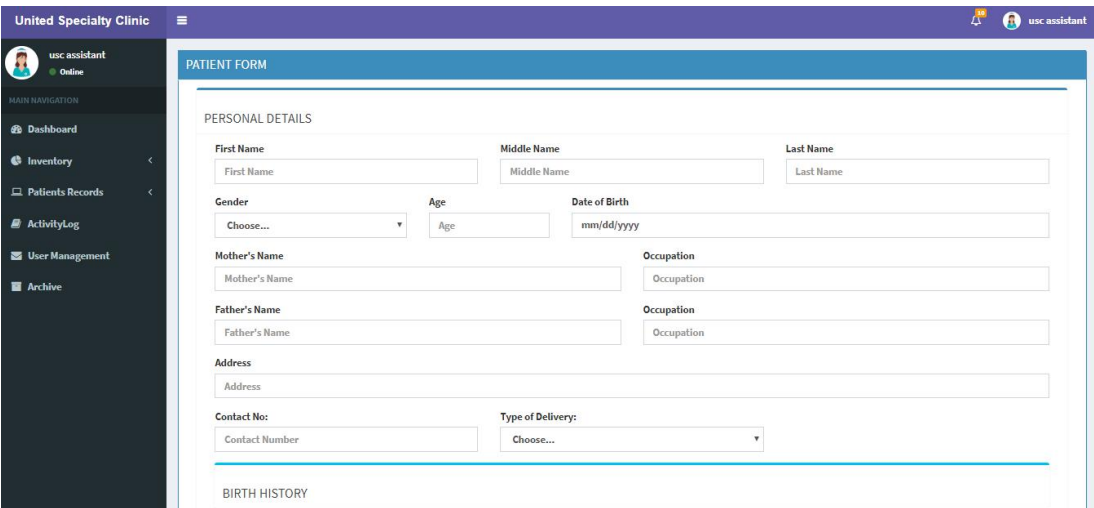 United Specialty Clinic
10
usc assistant
usc assistant
Online
MAIN NAVIGATION
Dashboard
Inventory
Patients Records
ActivityLog
User Management
Archive
PATIENT FORM
PERSONAL DETAILS
First Name Middle Name Last Name
First Name Middle Name Last Name
Gender Age Date of Birth
Choose... Age mm/dd/yyyy
Mother's Name Occupation
Mother's Name Occupation
Father's Name Occupation
Father's Name Occupation
Address
Address
Contact No: Type of Delivery:
Contact Number Choose...
BIRTH HISTORY